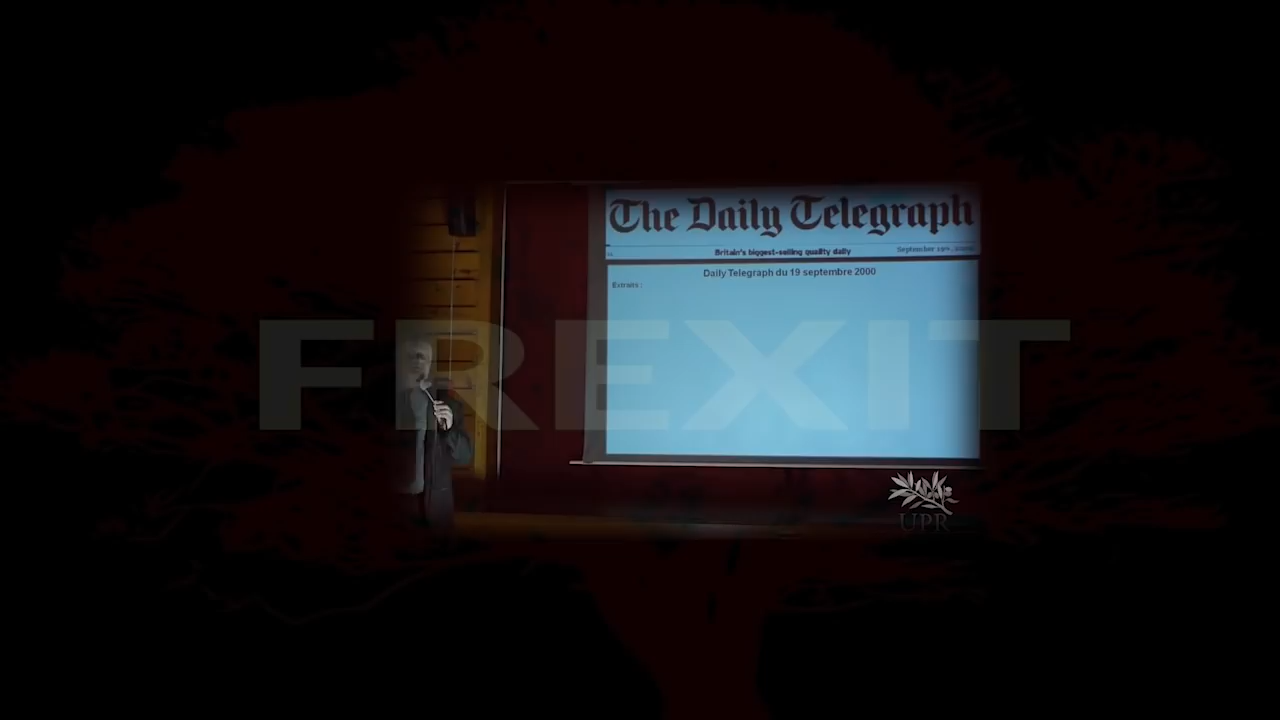 The Daily Telegraph
Britain's biggest-selling quality daily
Daily Telegraph du 19 septembre 2000
Extraits :
FREXIT
UPR